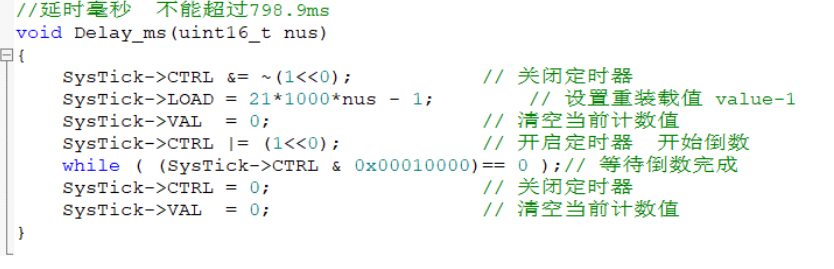 //延时毫秒  不能超过798.9ms
void Delay_ms(uint16_t nus)
{
    SysTick->CTRL &= ~(1<<0);           // 关闭定时器
    SysTick->LOAD = 21*1000*nus - 1;        // 设置重装载值 value-1
    SysTick->VAL  = 0;                  // 清空当前计数值
    SysTick->CTRL |= (1<<0);            // 开启定时器  开始倒数
    while ( (SysTick->CTRL & 0x00010000)== 0 );// 等待倒数完成
    SysTick->CTRL = 0;                  // 关闭定时器
    SysTick->VAL  = 0;                  // 清空当前计数值
}